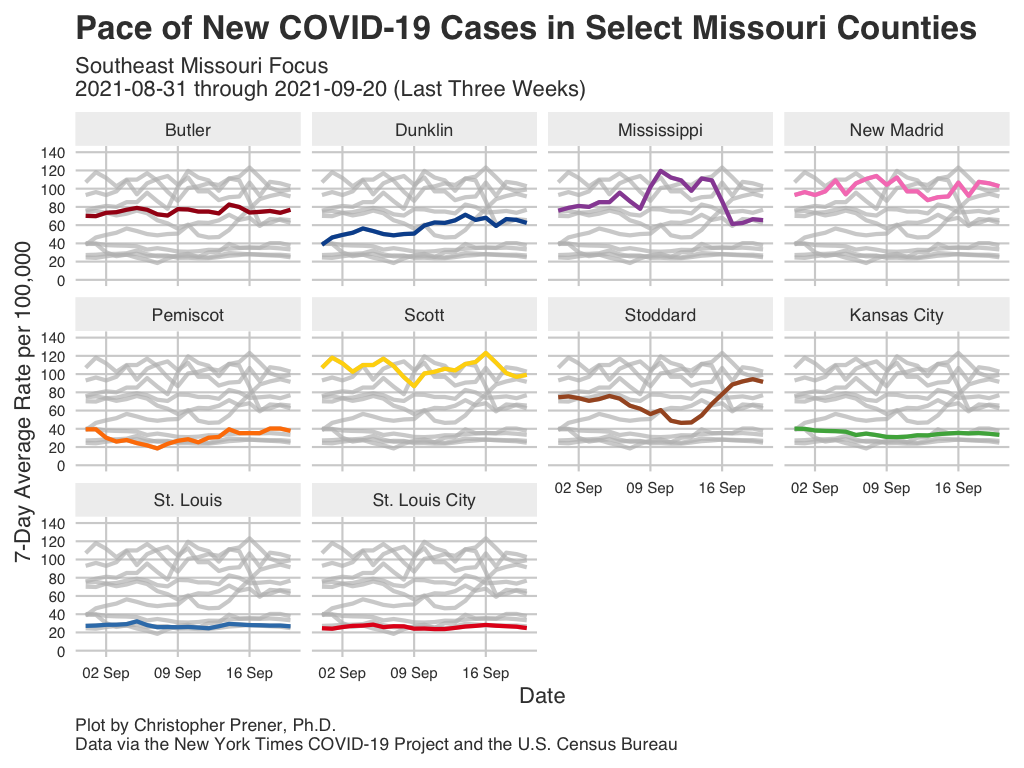 Pace of New COVID-19 Cases in Select Missouri Counties
Southeast Missouri Focus
2021-08-31 through 2021-09-20 (Last Three Weeks)
Butler
Dunklin
Mississippi
New Madrid
140
120
100
80
60
40
20
0
Pemiscot
Scott
Stoddard
Kansas City
140
120
100
80
60
40
20
0
02 Sep
09 Sep
16 Sep
02 Sep
09 Sep
16 Sep
St. Louis
St. Louis City
140
120
100
80
60
40
20
0
02 Sep
09 Sep
16 Sep
02 Sep
09 Sep
16 Sep
7-Day Average Rate per 100,000
Date
Plot by Christopher Prener, Ph.D.
Data via the New York Times COVID-19 Project and the U.S. Census Bureau